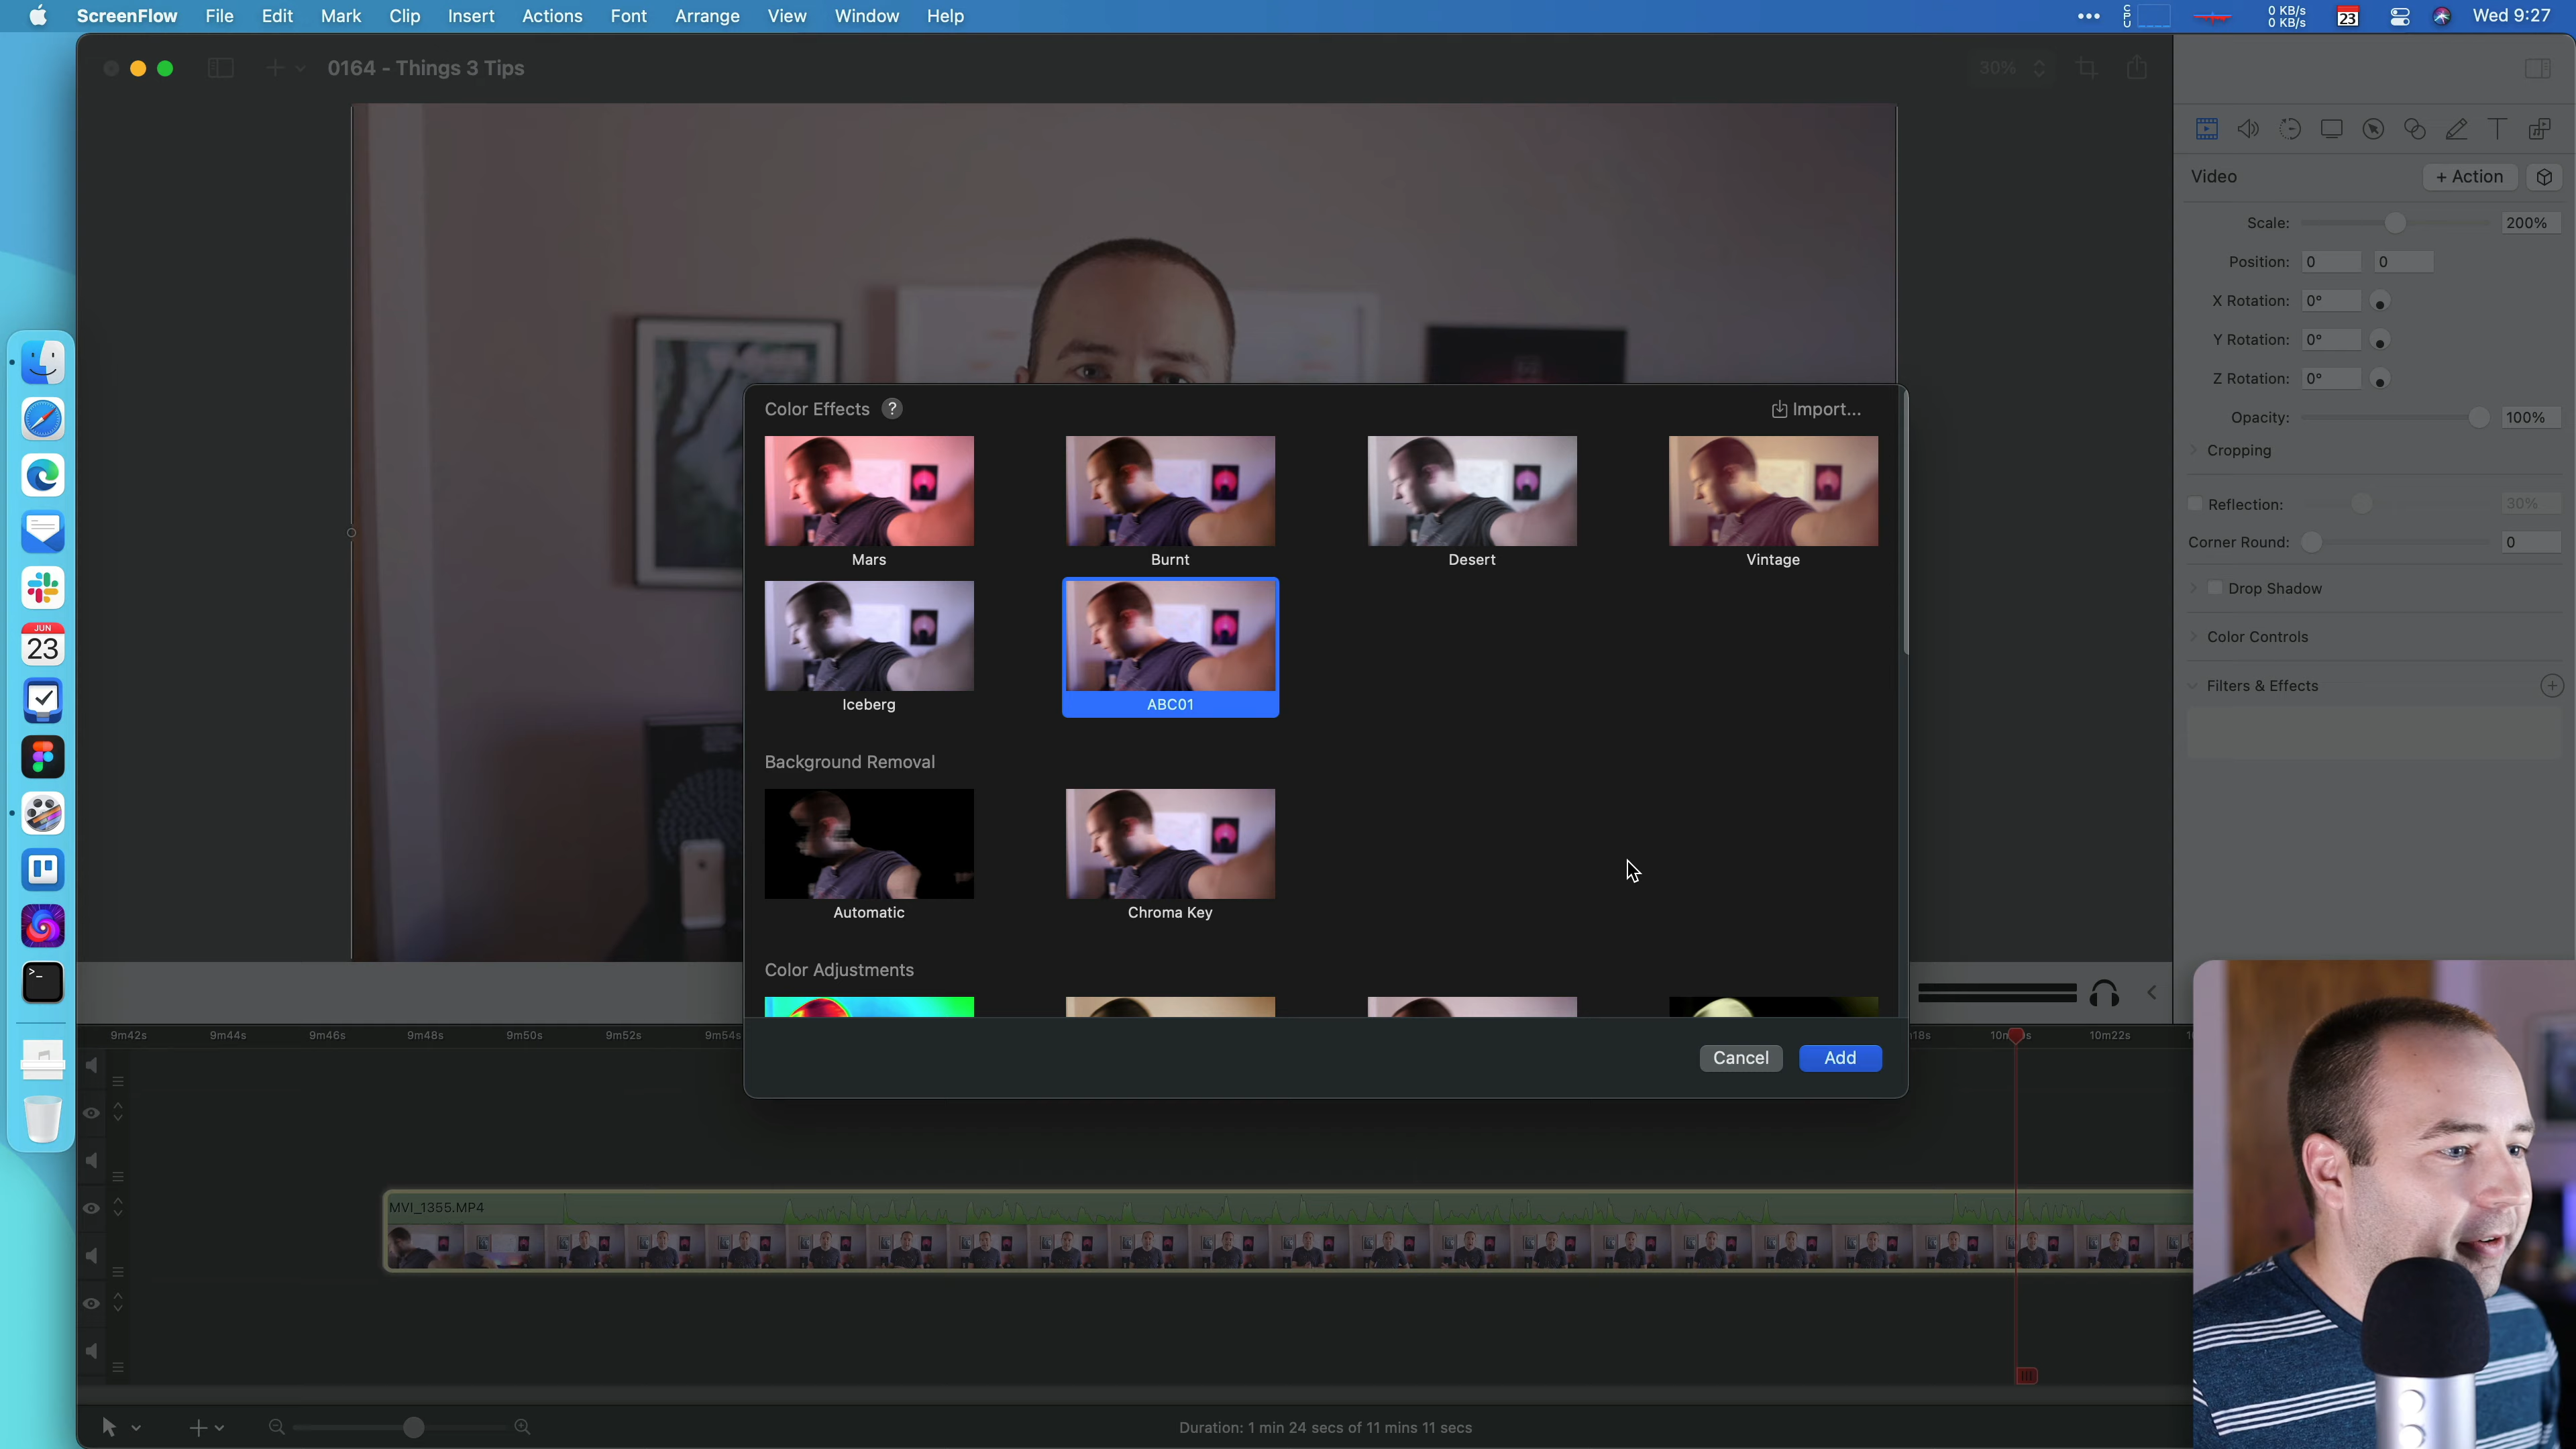 ScreenFlow File Edit Mark Clip Insert Actions Font Arrange View Window Help
CPU
0 KB/s
0 KB/s
23
Wed 9:27
0164 - Things 3 Tips
30%
Video
+ Action
Scale: 200%
Position: 0 0
X Rotation: 0°
Y Rotation: 0°
Z Rotation: 0°
Opacity: 100%
Cropping
Reflection: 30%
Corner Round: 0
Drop Shadow
Color Controls
Filters & Effects
JUN
23
Color Effects ?
Import...
Mars Burnt Desert Vintage
Iceberg ABC01
Background Removal
Automatic Chroma Key
Color Adjustments
Cancel Add
9m42s 9m44s 9m46s 9m48s 9m50s 9m52s 9m54s 10m22s
MVI_1355.MP4
Duration: 1 min 24 secs of 11 mins 11 secs